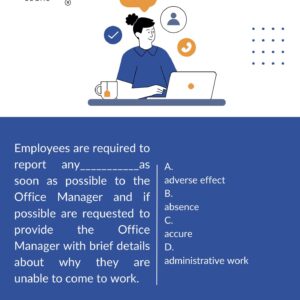 Employees are required to
report any___________as
soon as possible to the
Office Manager and if
possible are requested to
provide the Office
Manager with brief details
about why they are
unable to come to work.
A.
adverse effect
B.
absence
C.
accure
D.
administrative work